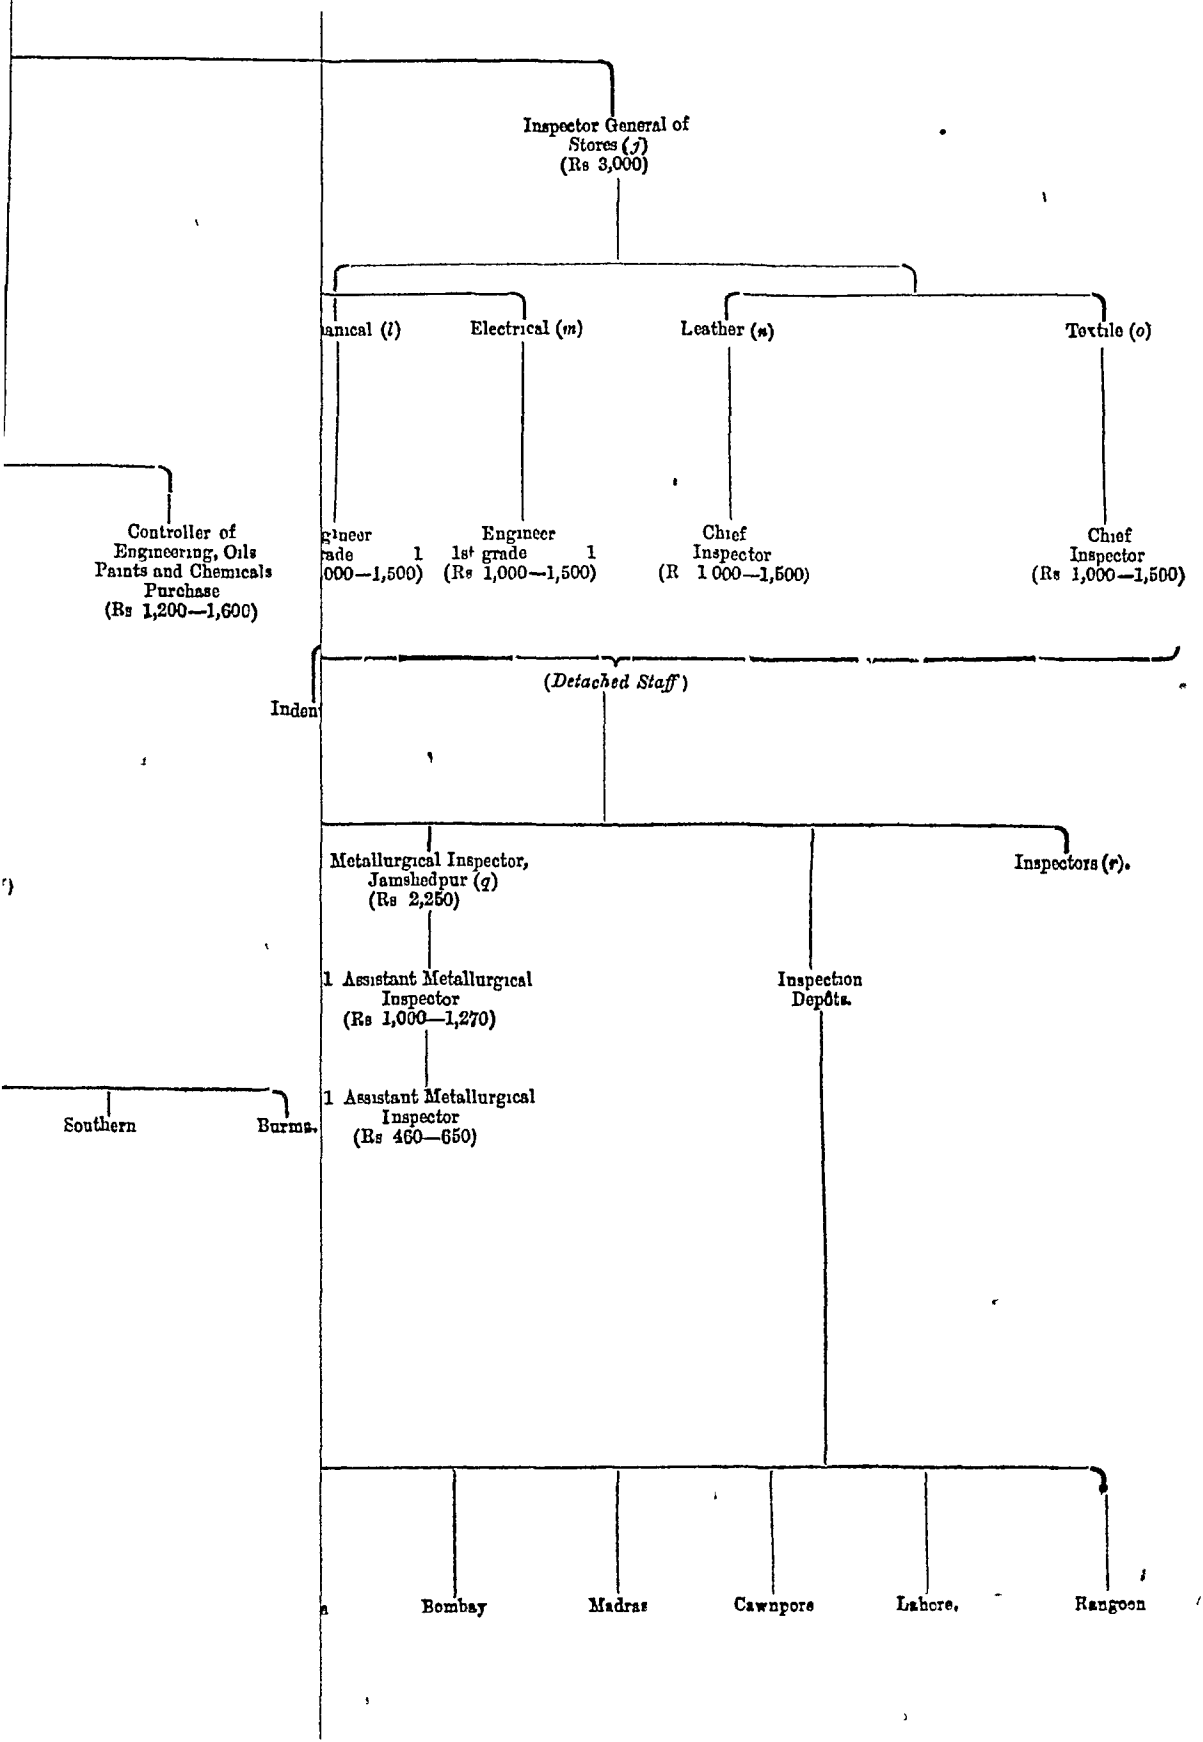 Inspector General of
Stores (j)
(Rs 3,000)
anical (l)
Electrical (m)
Leather (n)
Textile (o)
Controller of
Engineering, Oils
Paints and Chemicals
Purchase
(Rs 1,200—1,600)
gineer
rade 1
000—1,500)
Engineer
1st grade 1
(Rs 1,000—1,500)
Chief
Inspector
(R 1 000—1,500)
Chief
Inspector
(Rs 1,000—1,500)
(Detached Staff)
Inden
Metallurgical Inspector,
Jamshedpur (q)
(Rs 2,250)
Inspectors (r).
1 Assistant Metallurgical
Inspector
(Rs 1,000—1,270)
Inspection
Depôts.
1 Assistant Metallurgical
Inspector
(Rs 460—650)
Southern
Burma.
a
Bombay
Madras
Cawnpore
Lahore.
Rangoon